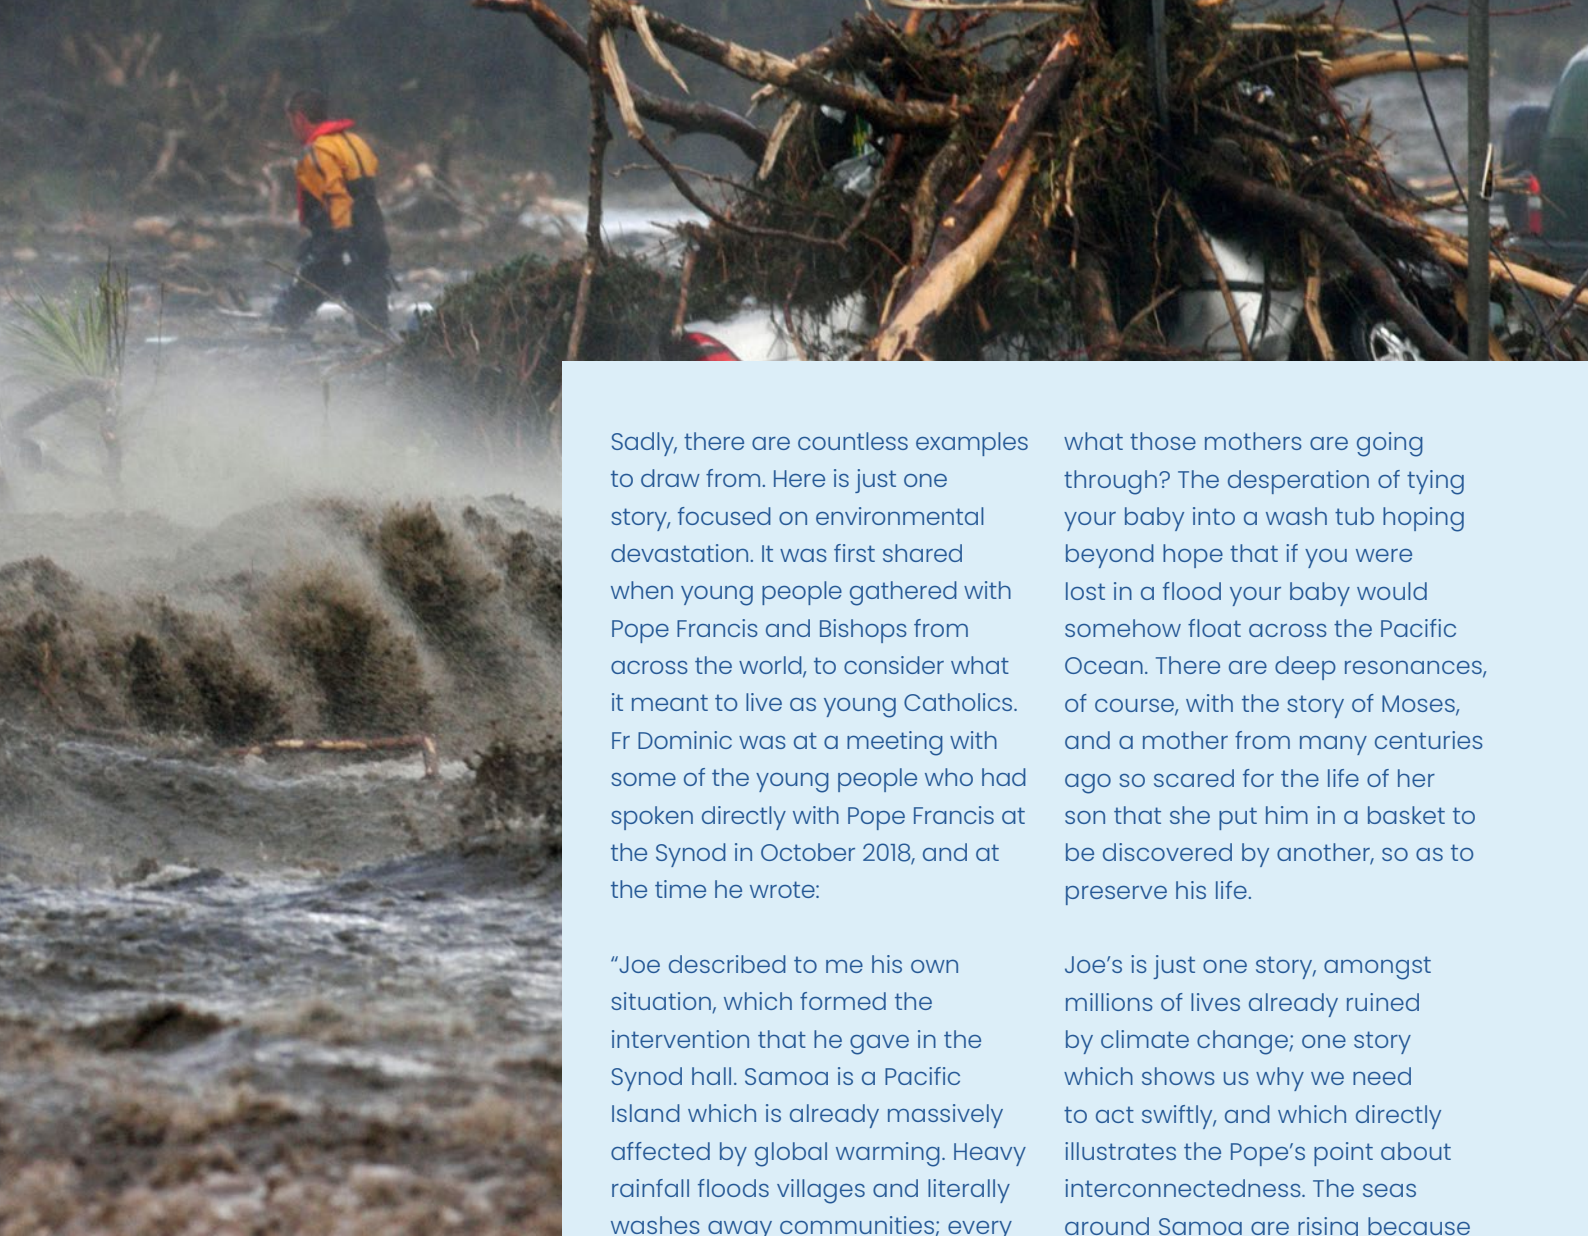 Sadly, there are countless examples
to draw from. Here is just one
story, focused on environmental
devastation. It was first shared
when young people gathered with
Pope Francis and Bishops from
across the world, to consider what
it meant to live as young Catholics.
Fr Dominic was at a meeting with
some of the young people who had
spoken directly with Pope Francis at
the Synod in October 2018, and at
the time he wrote:
“Joe described to me his own
situation, which formed the
intervention that he gave in the
Synod hall. Samoa is a Pacific
Island which is already massively
affected by global warming. Heavy
rainfall floods villages and literally
washes away communities; every
what those mothers are going
through? The desperation of tying
your baby into a wash tub hoping
beyond hope that if you were
lost in a flood your baby would
somehow float across the Pacific
Ocean. There are deep resonances,
of course, with the story of Moses,
and a mother from many centuries
ago so scared for the life of her
son that she put him in a basket to
be discovered by another, so as to
preserve his life.
Joe’s is just one story, amongst
millions of lives already ruined
by climate change; one story
which shows us why we need
to act swiftly, and which directly
illustrates the Pope’s point about
interconnectedness. The seas
around Samoa are rising because